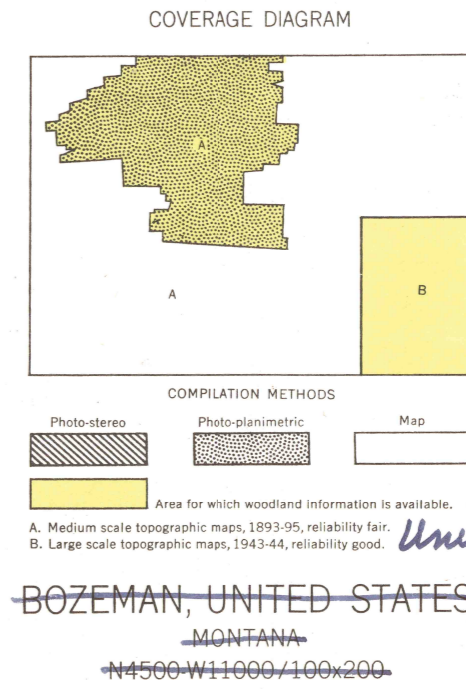 COVERAGE DIAGRAM
A
A
B
COMPILATION METHODS
Photo-stereo Photo-planimetric Map
Area for which woodland information is available.
A. Medium scale topographic maps, 1893-95, reliability fair.
B. Large scale topographic maps, 1943-44, reliability good.
BOZEMAN, UNITED STATES
MONTANA
N4500-W11000/100x200